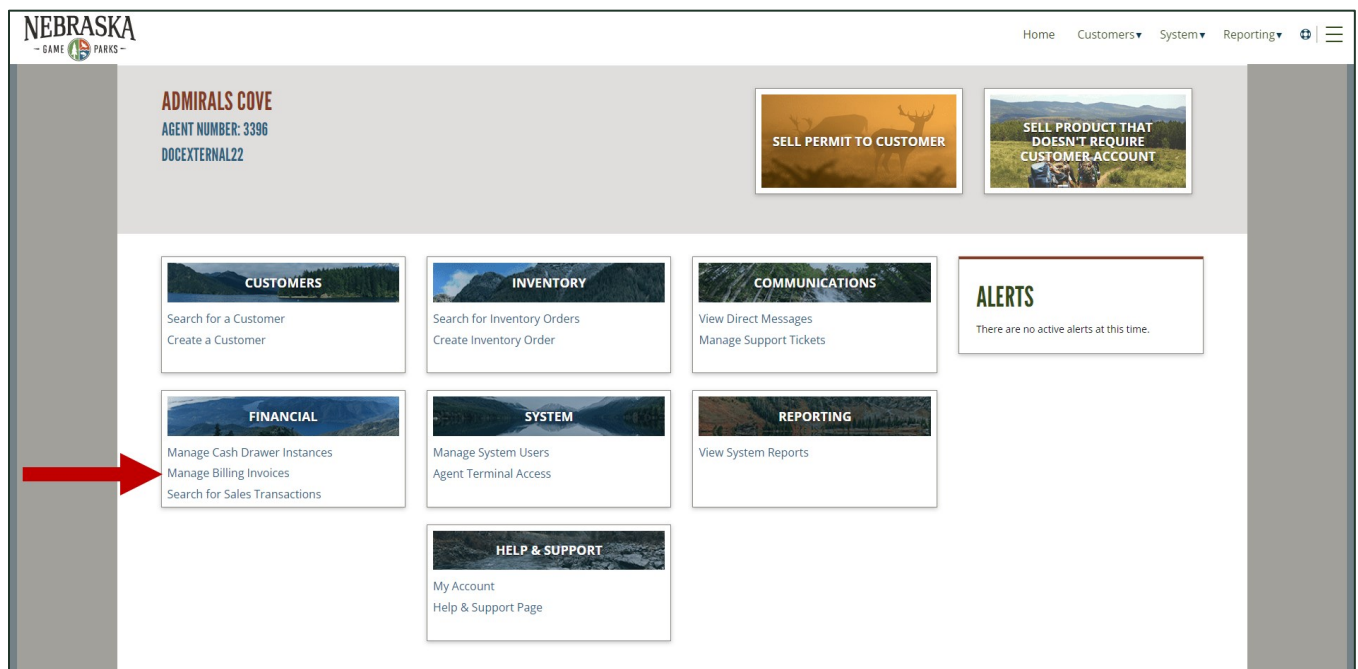 NEBRASKA
- GAME PARKS -
Home Customers▾ System▾ Reporting▾
ADMIRALS COVE
AGENT NUMBER: 3396
DOCEXTERNAL22
SELL PERMIT TO CUSTOMER
SELL PRODUCT THAT
DOESN'T REQUIRE
CUSTOMER ACCOUNT
CUSTOMERS
Search for a Customer
Create a Customer
INVENTORY
Search for Inventory Orders
Create Inventory Order
COMMUNICATIONS
View Direct Messages
Manage Support Tickets
ALERTS
There are no active alerts at this time.
FINANCIAL
Manage Cash Drawer Instances
Manage Billing Invoices
Search for Sales Transactions
SYSTEM
Manage System Users
Agent Terminal Access
REPORTING
View System Reports
HELP & SUPPORT
My Account
Help & Support Page